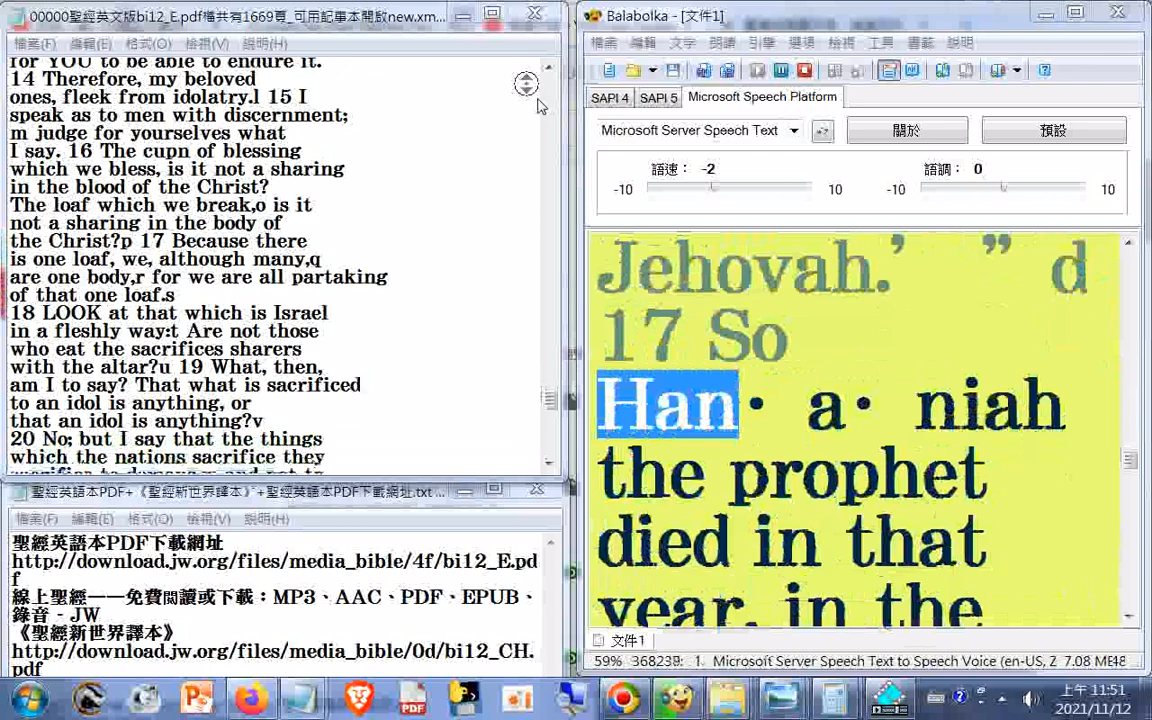 00000聖經英文版bi12_E.pdf檔共有1669頁_可用記事本開啟new.xm...
檔案(F) 編輯(E) 格式(O) 檢視(V) 說明(H)
for YOU to be able to endure it.
14 Therefore, my beloved
ones, fleek from idolatry.l 15 I
speak as to men with discernment;
m judge for yourselves what
I say. 16 The cupn of blessing
which we bless, is it not a sharing
in the blood of the Christ?
The loaf which we break,o is it
not a sharing in the body of
the Christ?p 17 Because there
is one loaf, we, although many,q
are one body,r for we are all partaking
of that one loaf.s
18 LOOK at that which is Israel
in a fleshly way:t Are not those
who eat the sacrifices sharers
with the altar?u 19 What, then,
am I to say? That what is sacrificed
to an idol is anything, or
that an idol is anything?v
20 No; but I say that the things
which the nations sacrifice they
聖經英語本PDF+《聖經新世界譯本》+聖經英語本PDF下載網址.txt ...
檔案(F) 編輯(E) 格式(O) 檢視(V) 說明(H)
聖經英語本PDF下載網址
http://download.jw.org/files/media_bible/4f/bi12_E.pd
f
線上聖經——免費閱讀或下載：MP3、AAC、PDF、EPUB、
錄音 - JW
《聖經新世界譯本》
http://download.jw.org/files/media_bible/0d/bi12_CH.
pdf
Balabolka - [文件1]
檔案 編輯 文字 朗讀 引擎 選項 檢視 工具 書籤 說明
SAPI 4 SAPI 5 Microsoft Speech Platform
Microsoft Server Speech Text 關於 預設
語速： -2 語調： 0
-10 10 -10 10
Jehovah.’ ” d
17 So
Han· a· niah
the prophet
died in that
year, in the
文件1
59% 368239: 1. Microsoft Server Speech Text to Speech Voice (en-US, Z 7.08 MB
上午 11:51
2021/11/12